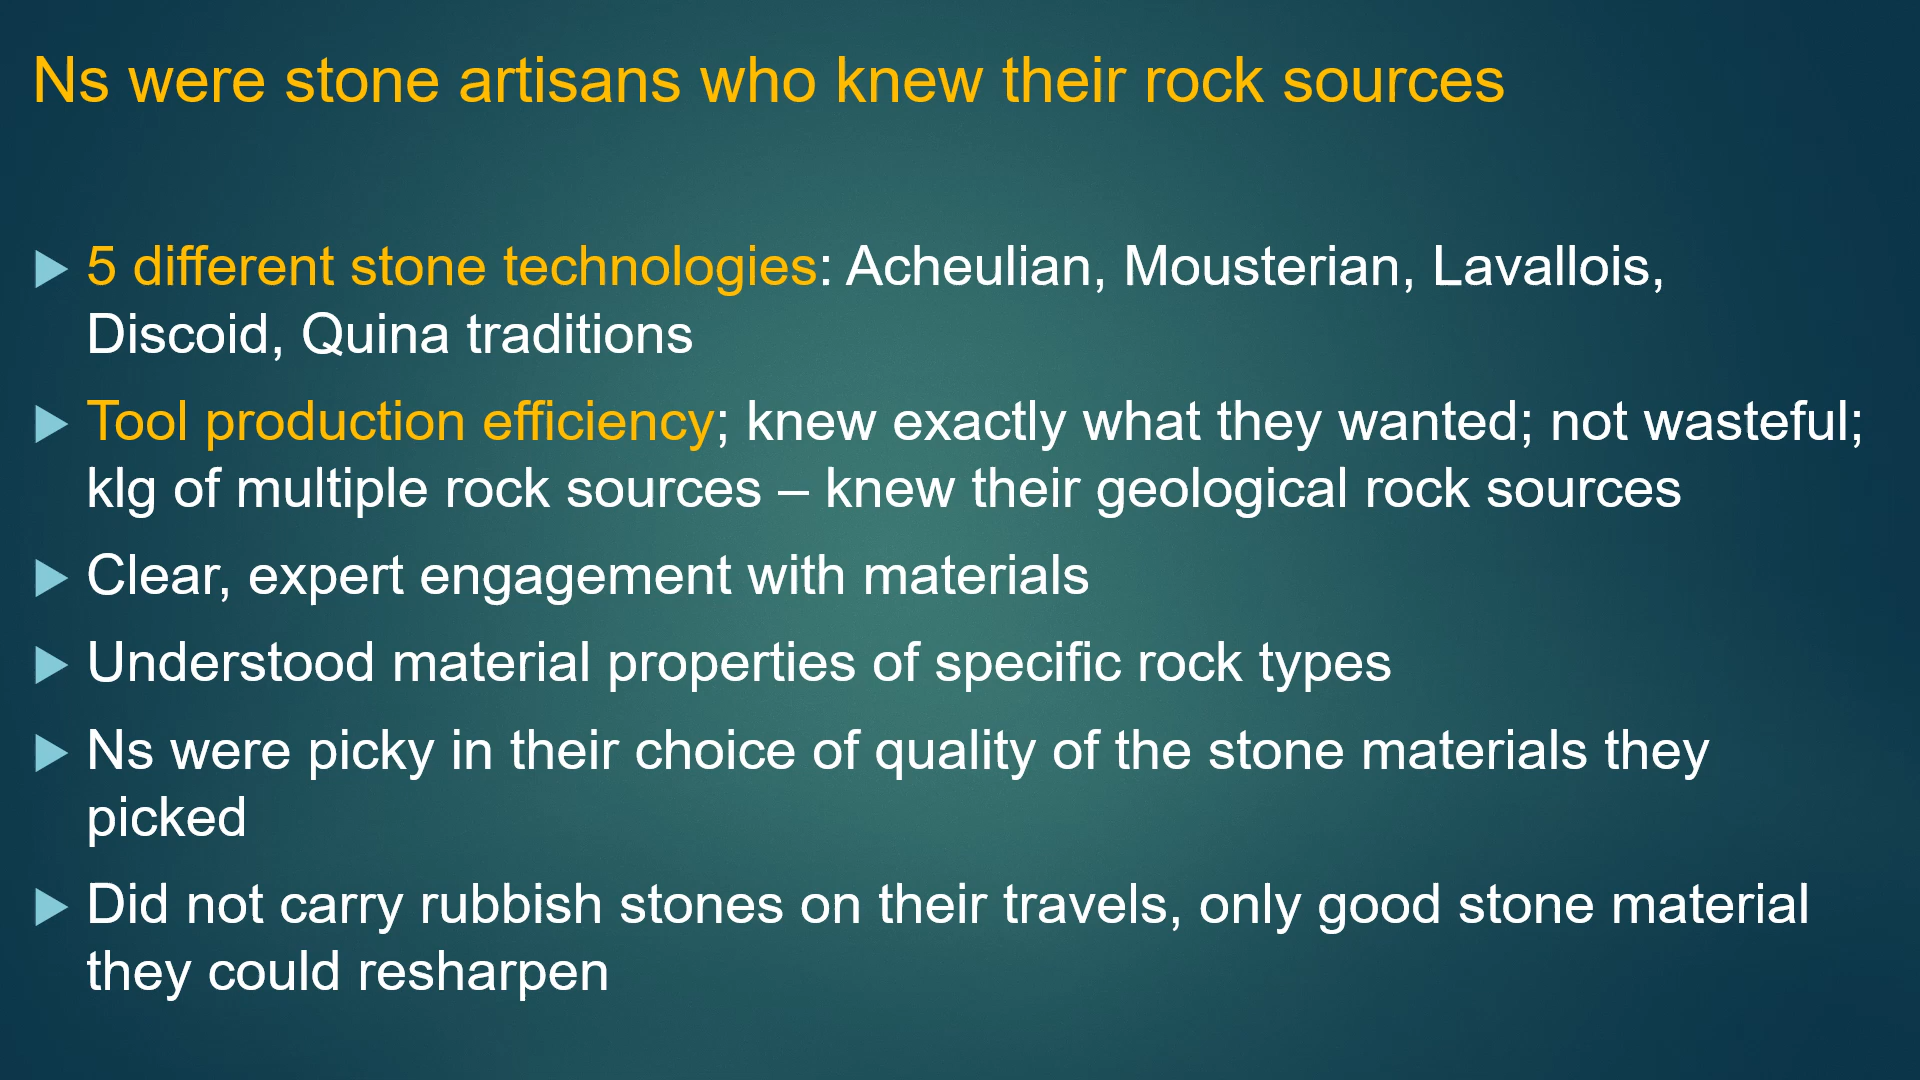 Ns were stone artisans who knew their rock sources
5 different stone technologies: Acheulian, Mousterian, Lavallois,
Discoid, Quina traditions
Tool production efficiency; knew exactly what they wanted; not wasteful;
klg of multiple rock sources – knew their geological rock sources
Clear, expert engagement with materials
Understood material properties of specific rock types
Ns were picky in their choice of quality of the stone materials they
picked
Did not carry rubbish stones on their travels, only good stone material
they could resharpen